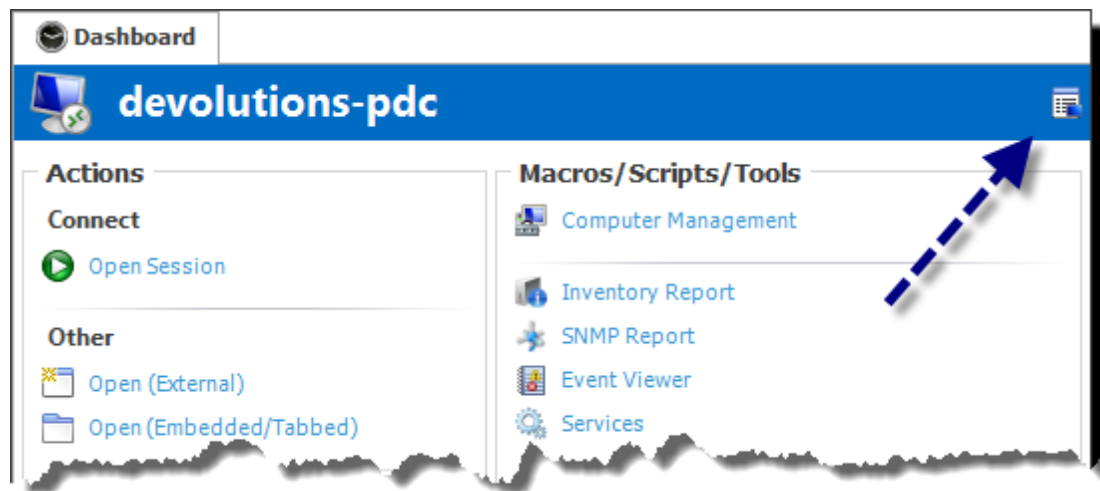 Dashboard
devolutions-pdc
Actions
Connect
Open Session
Other
Open (External)
Open (Embedded/Tabbed)
Macros/Scripts/Tools
Computer Management
Inventory Report
SNMP Report
Event Viewer
Services